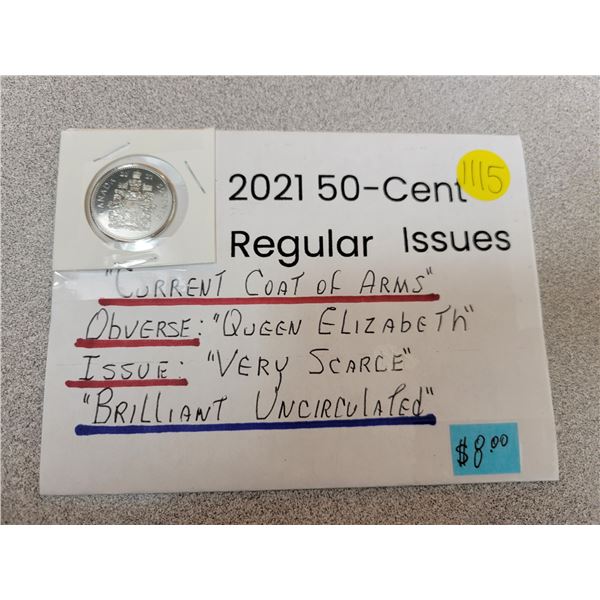 CANADA
2021 50-Cent
1115
Regular Issues
"CURRENT COAT OF ARMS"
OBVERSE: "QUEEN ELIZABETH"
ISSUE: "VERY SCARCE"
"BRILLIANT UNCIRCULATED"
$8.00